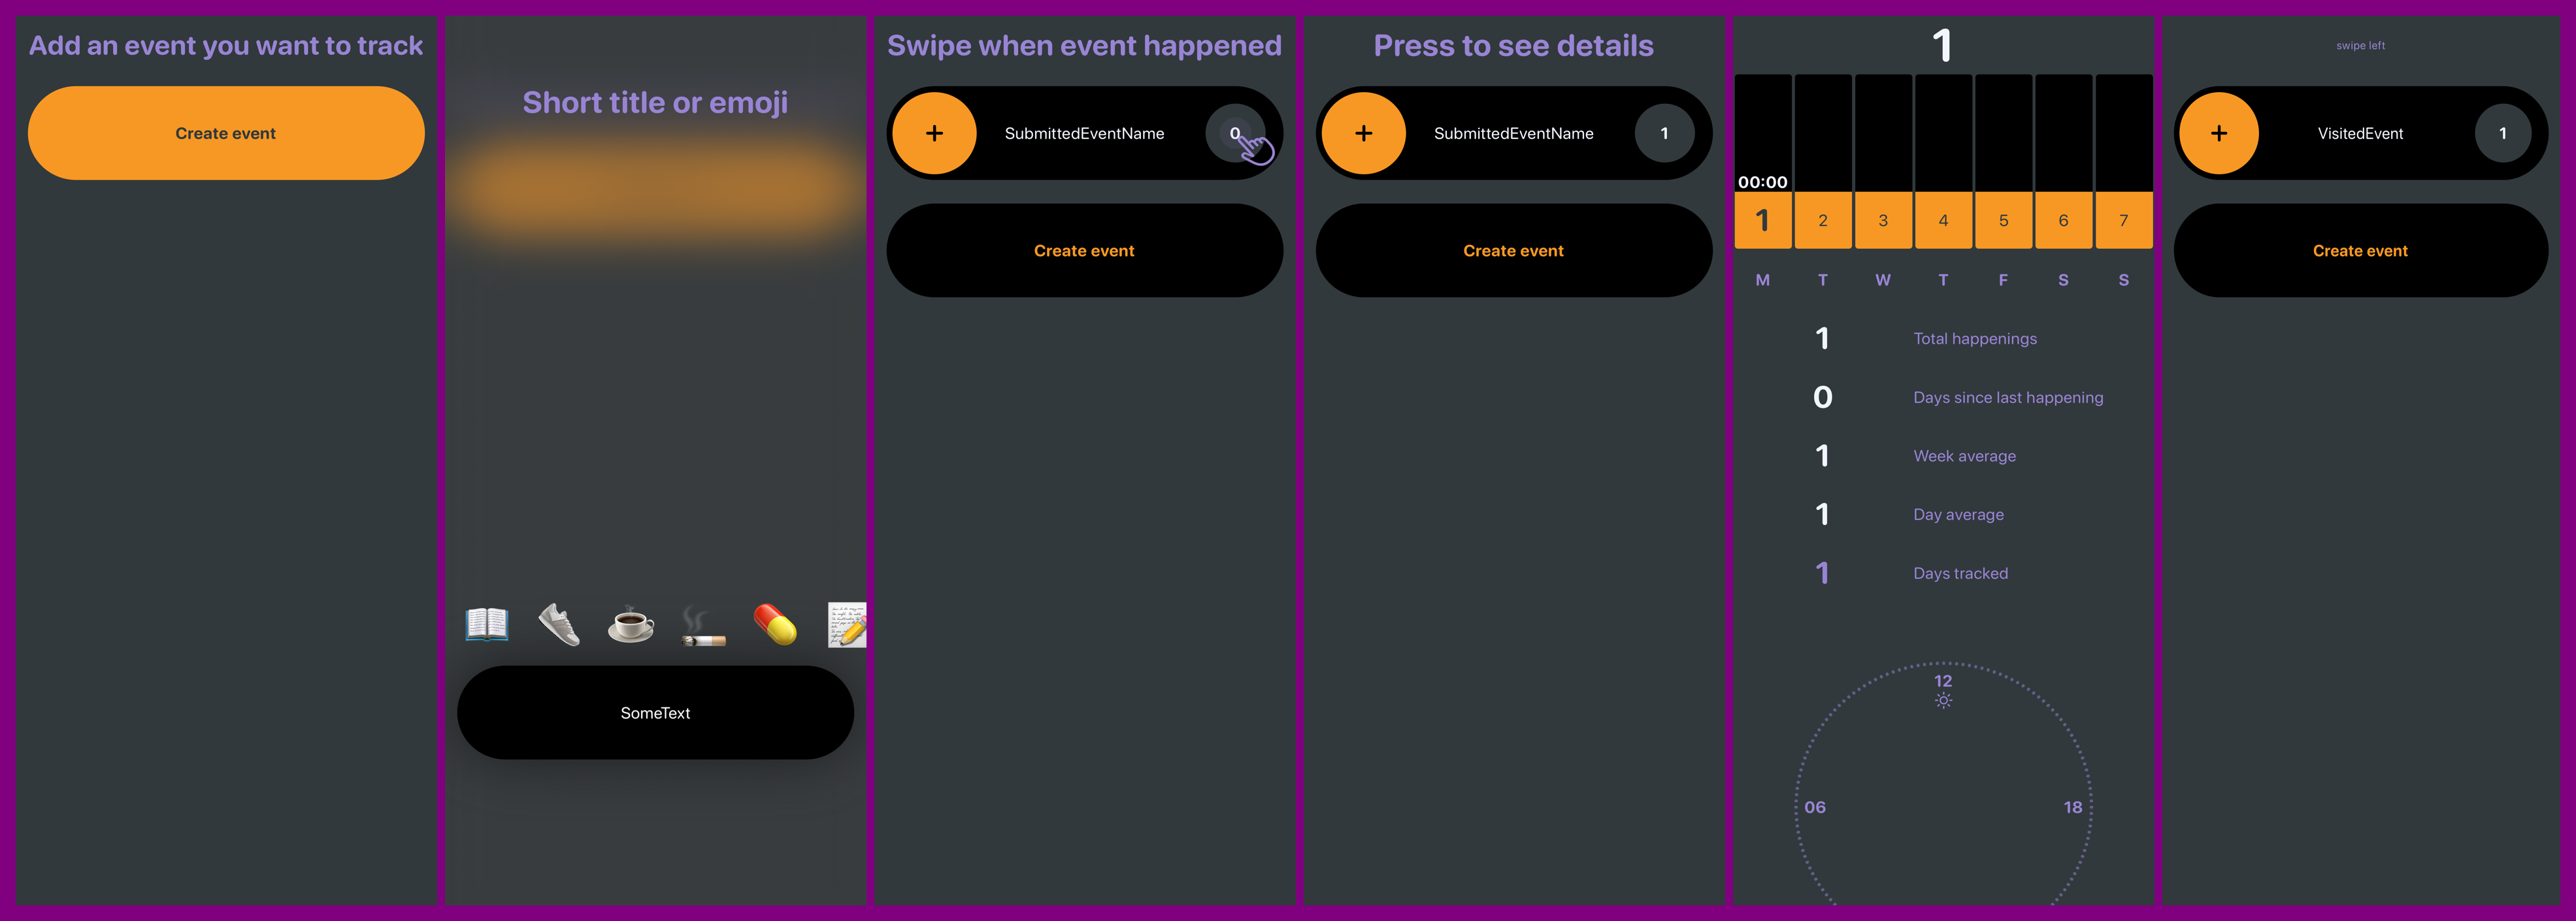 Add an event you want to track
Create event
Short title or emoji
SomeText
Swipe when event happened
+ SubmittedEventName 0
Create event
Press to see details
+ SubmittedEventName 1
Create event
1
00:00
1 2 3 4 5 6 7
M T W T F S S
1 Total happenings
0 Days since last happening
1 Week average
1 Day average
1 Days tracked
12
06 18
swipe left
+ VisitedEvent 1
Create event